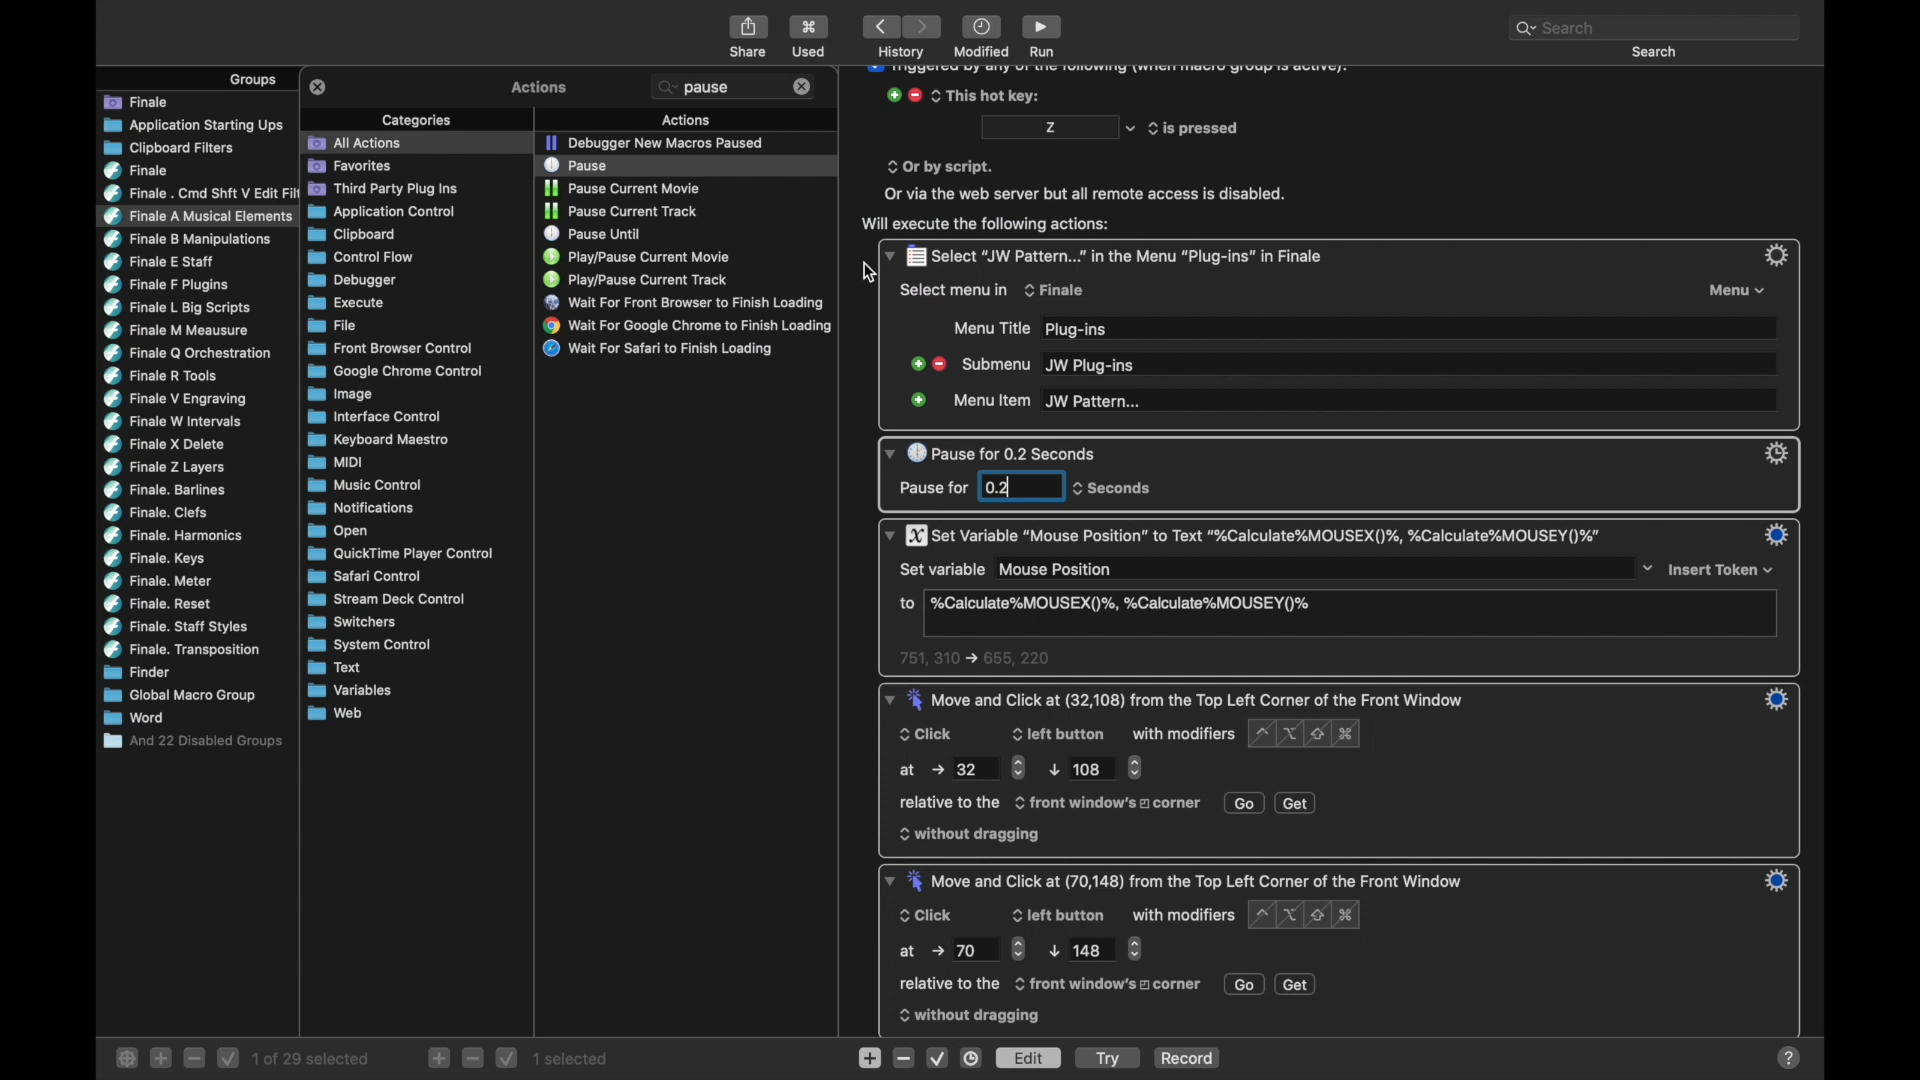 Share
Used
History
Modified
Run
Search
Search
Groups
Finale
Application Starting Ups
Clipboard Filters
Finale
Finale . Cmd Shft V Edit Filt
Finale A Musical Elements
Finale B Manipulations
Finale E Staff
Finale F Plugins
Finale L Big Scripts
Finale M Meausure
Finale Q Orchestration
Finale R Tools
Finale V Engraving
Finale W Intervals
Finale X Delete
Finale Z Layers
Finale. Barlines
Finale. Clefs
Finale. Harmonics
Finale. Keys
Finale. Meter
Finale. Reset
Finale. Staff Styles
Finale. Transposition
Finder
Global Macro Group
Word
And 22 Disabled Groups
Actions
pause
Categories
All Actions
Favorites
Third Party Plug Ins
Application Control
Clipboard
Control Flow
Debugger
Execute
File
Front Browser Control
Google Chrome Control
Image
Interface Control
Keyboard Maestro
MIDI
Music Control
Notifications
Open
QuickTime Player Control
Safari Control
Stream Deck Control
Switchers
System Control
Text
Variables
Web
Actions
Debugger New Macros Paused
Pause
Pause Current Movie
Pause Current Track
Pause Until
Play/Pause Current Movie
Play/Pause Current Track
Wait For Front Browser to Finish Loading
Wait For Google Chrome to Finish Loading
Wait For Safari to Finish Loading
Triggered by any of the following (when macro group is active):
This hot key:
Z is pressed
Or by script.
Or via the web server but all remote access is disabled.
Will execute the following actions:
Select “JW Pattern...” in the Menu “Plug-ins” in Finale
Select menu in Finale Menu
Menu Title Plug-ins
Submenu JW Plug-ins
Menu Item JW Pattern...
Pause for 0.2 Seconds
Pause for 0.2 Seconds
Set Variable “Mouse Position” to Text “%Calculate%MOUSEX()%, %Calculate%MOUSEY()%”
Set variable Mouse Position Insert Token
to %Calculate%MOUSEX()%, %Calculate%MOUSEY()%
751, 310 → 655, 220
Move and Click at (32,108) from the Top Left Corner of the Front Window
Click left button with modifiers
at → 32 ↓ 108
relative to the front window’s corner Go Get
without dragging
Move and Click at (70,148) from the Top Left Corner of the Front Window
Click left button with modifiers
at → 70 ↓ 148
relative to the front window’s corner Go Get
without dragging
1 of 29 selected
1 selected
Edit
Try
Record
?